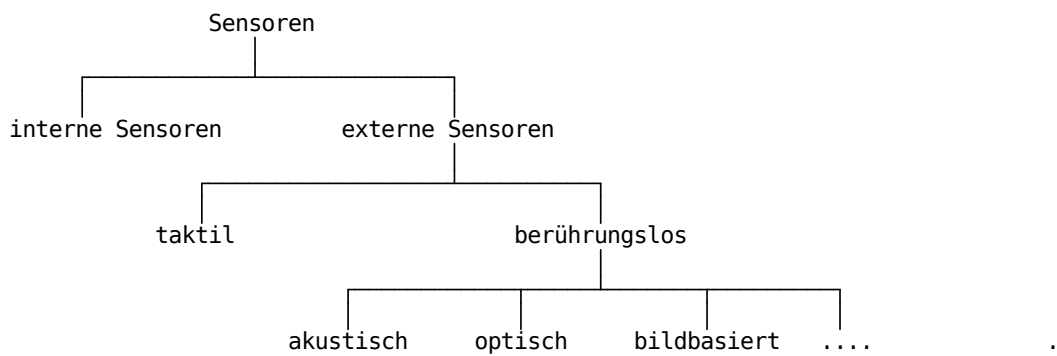 Sensoren
interne Sensoren externe Sensoren
taktil berührungslos
akustisch optisch bildbasiert .... .